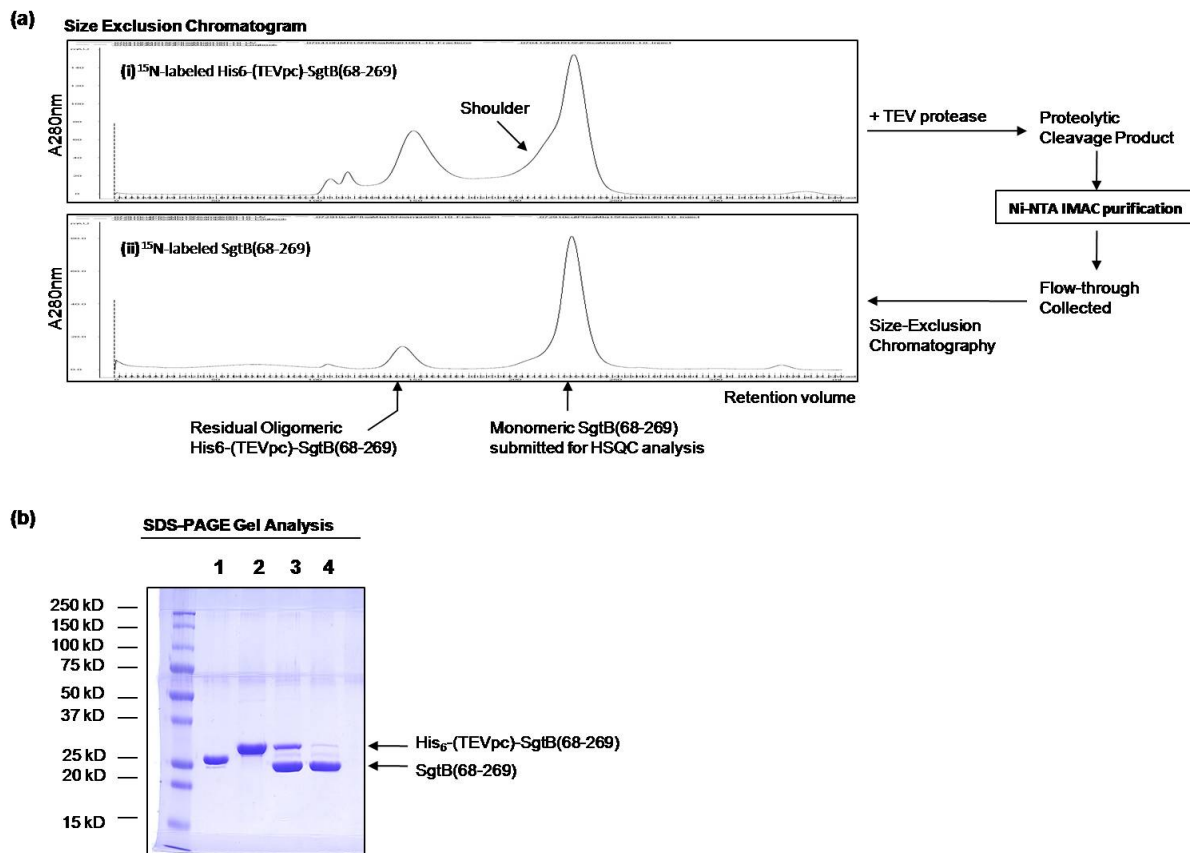 (a)
Size Exclusion Chromatogram
(i) ¹⁵N-labeled His6-(TEVpc)-SgtB(68-269)
Shoulder
A280nm
+ TEV protease
Proteolytic
Cleavage Product
Ni-NTA IMAC purification
Flow-through
Collected
(ii) ¹⁵N-labeled SgtB(68-269)
A280nm
Size-Exclusion
Chromatography
Retention volume
Residual Oligomeric
His6-(TEVpc)-SgtB(68-269)
Monomeric SgtB(68-269)
submitted for HSQC analysis
(b)
SDS-PAGE Gel Analysis
1 2 3 4
250 kD
150 kD
100 kD
75 kD
50 kD
37 kD
25 kD
20 kD
15 kD
His₆-(TEVpc)-SgtB(68-269)
SgtB(68-269)